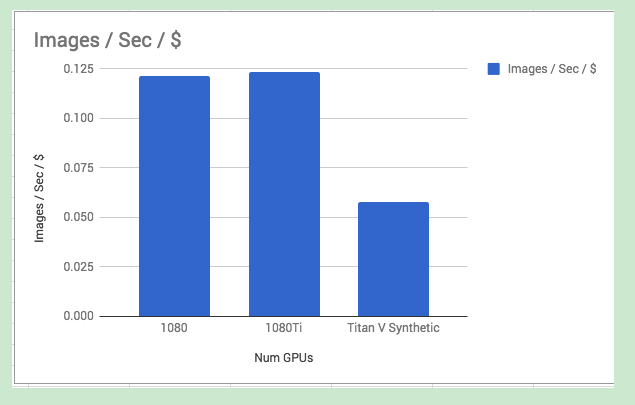 Images / Sec / $
Images / Sec / $
0.125
0.100
0.075
0.050
0.025
0.000
Images / Sec / $
1080
1080Ti
Titan V Synthetic
Num GPUs